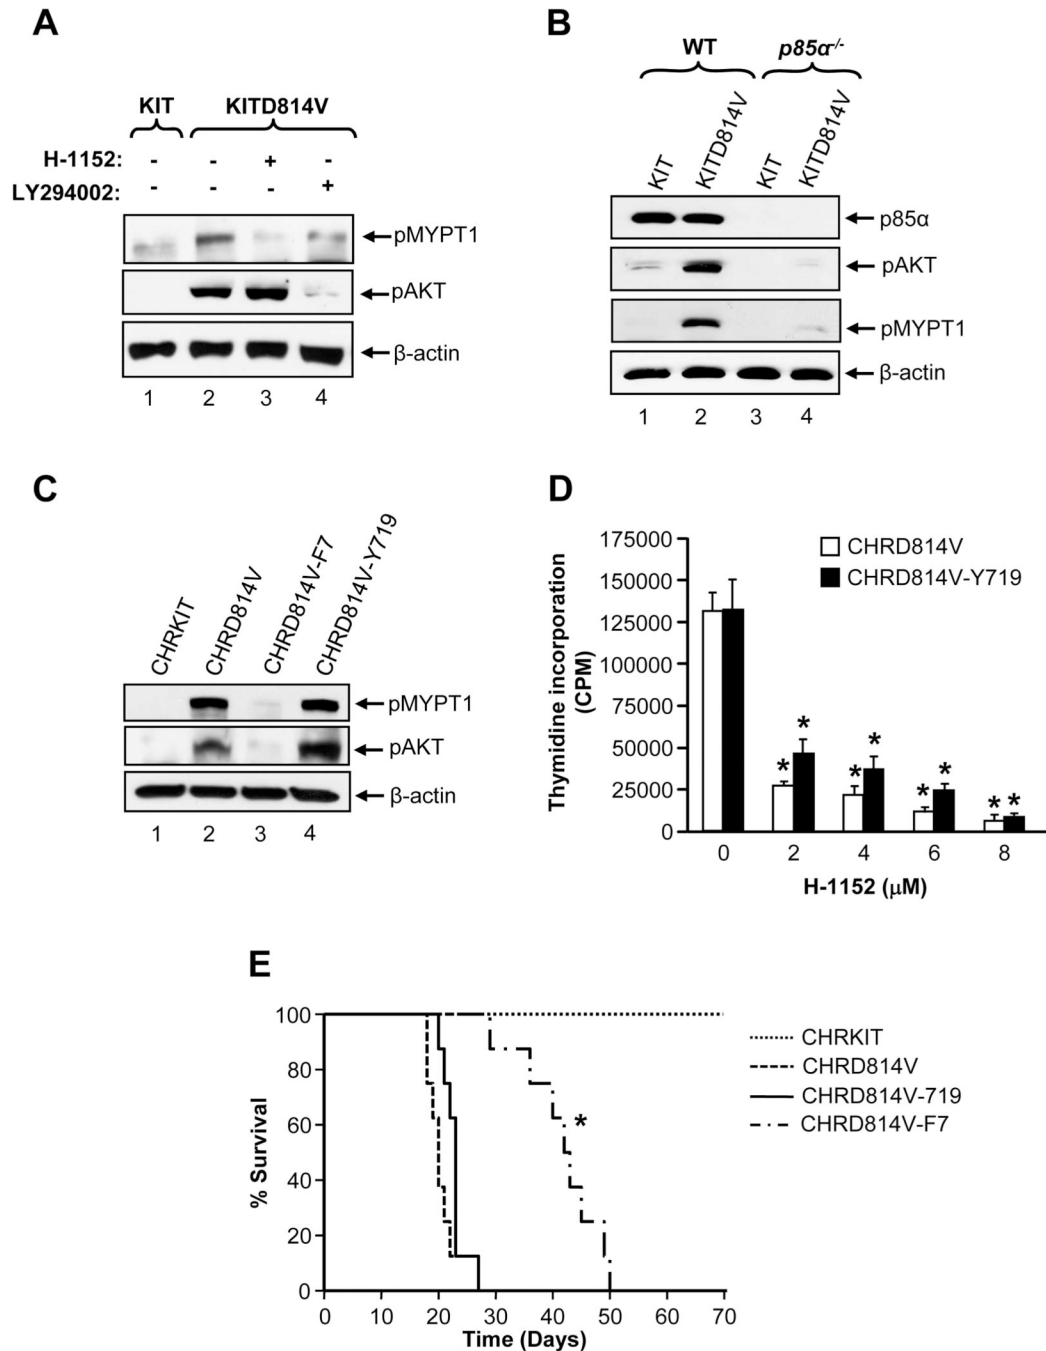 A
KIT KITD814V
H-1152: - - + -
LY294002: - - - +
pMYPT1
pAKT
β-actin
1 2 3 4
B
WT p85α-/-
KIT KITD814V KIT KITD814V
p85α
pAKT
pMYPT1
β-actin
1 2 3 4
C
CHRKIT CHRD814V CHRD814V-F7 CHRD814V-Y719
pMYPT1
pAKT
β-actin
1 2 3 4
D
Thymidine incorporation
(CPM)
175000
150000
125000
100000
75000
50000
25000
0
CHRD814V
CHRD814V-Y719
* * * * * * * *
0 2 4 6 8
H-1152 (μM)
E
% Survival
100
80
60
40
20
0
*
0 10 20 30 40 50 60 70
Time (Days)
CHRKIT
CHRD814V
CHRD814V-719
CHRD814V-F7